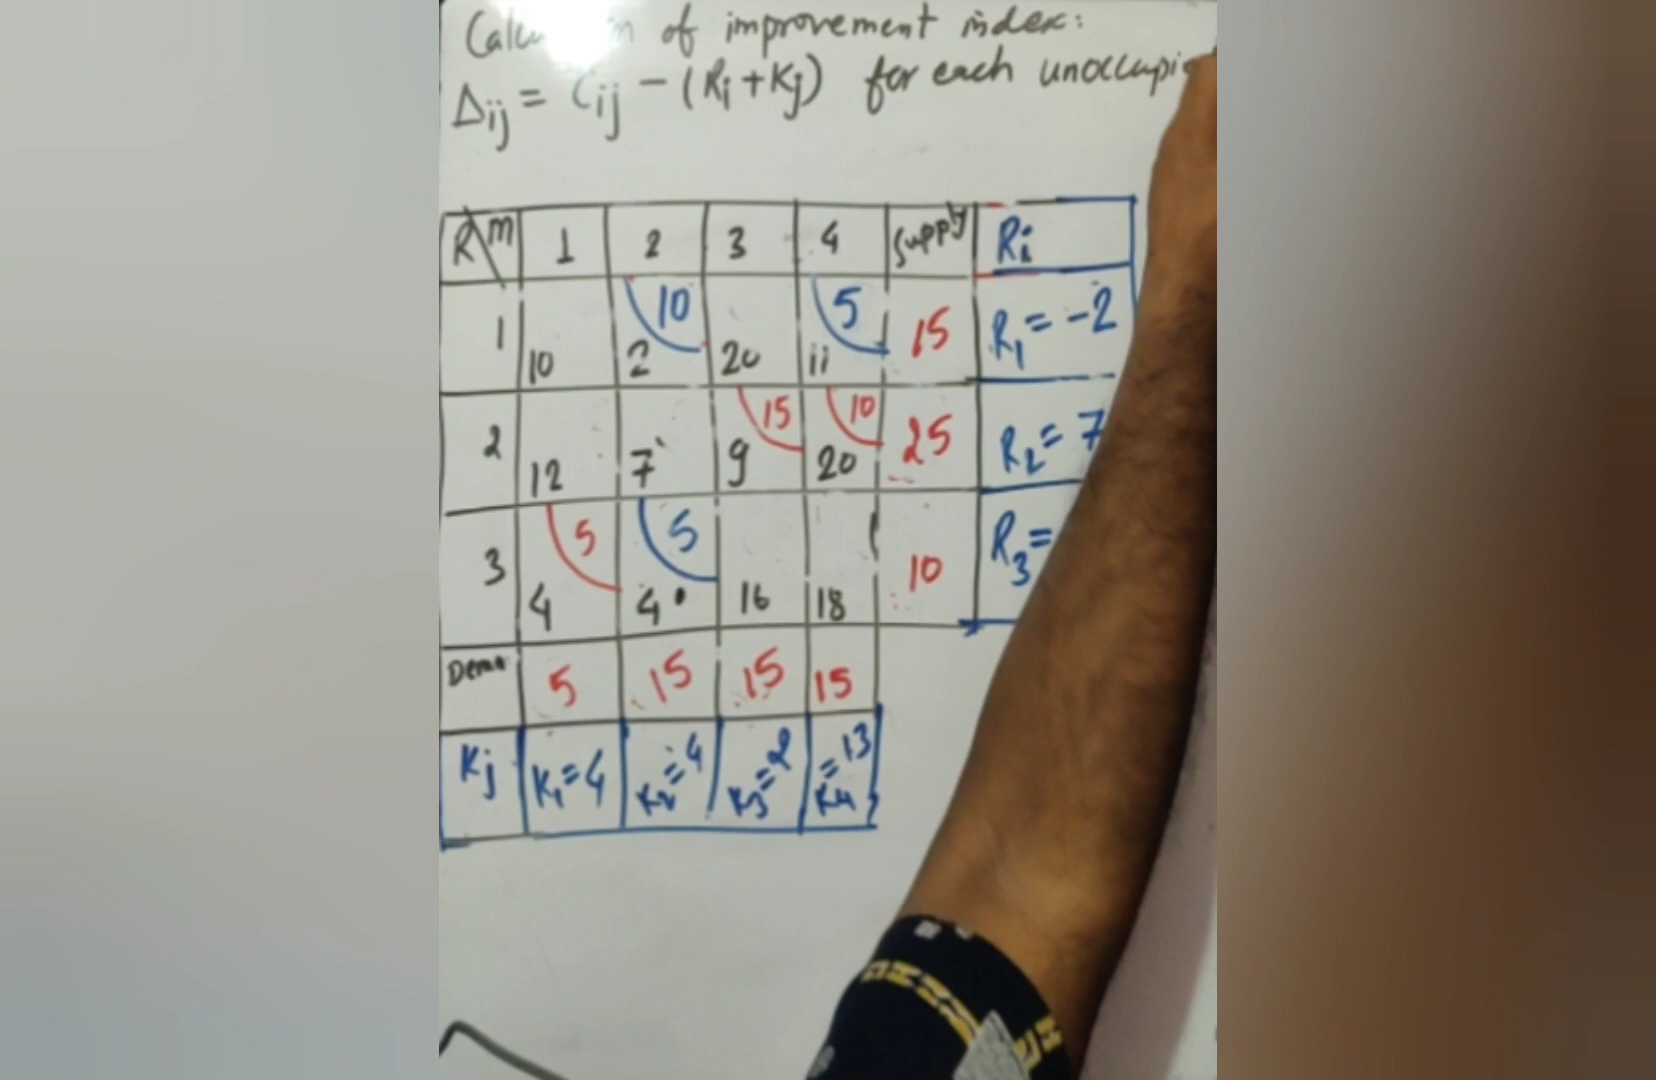 of improvement index:
Δij = Cij - (Ri + Kj) for each
R m 1 2 3 4 Supply Ri
1 10 10 2 20 5 11 15 R1 = -2
2 12 7 15 9 10 20 25 R2 = 7
3 5 4 5 4 16 18 10 R3 =
5 15 15 15
Kj K1 = 4 K2 = 4 K3 = 2 K4 = 13